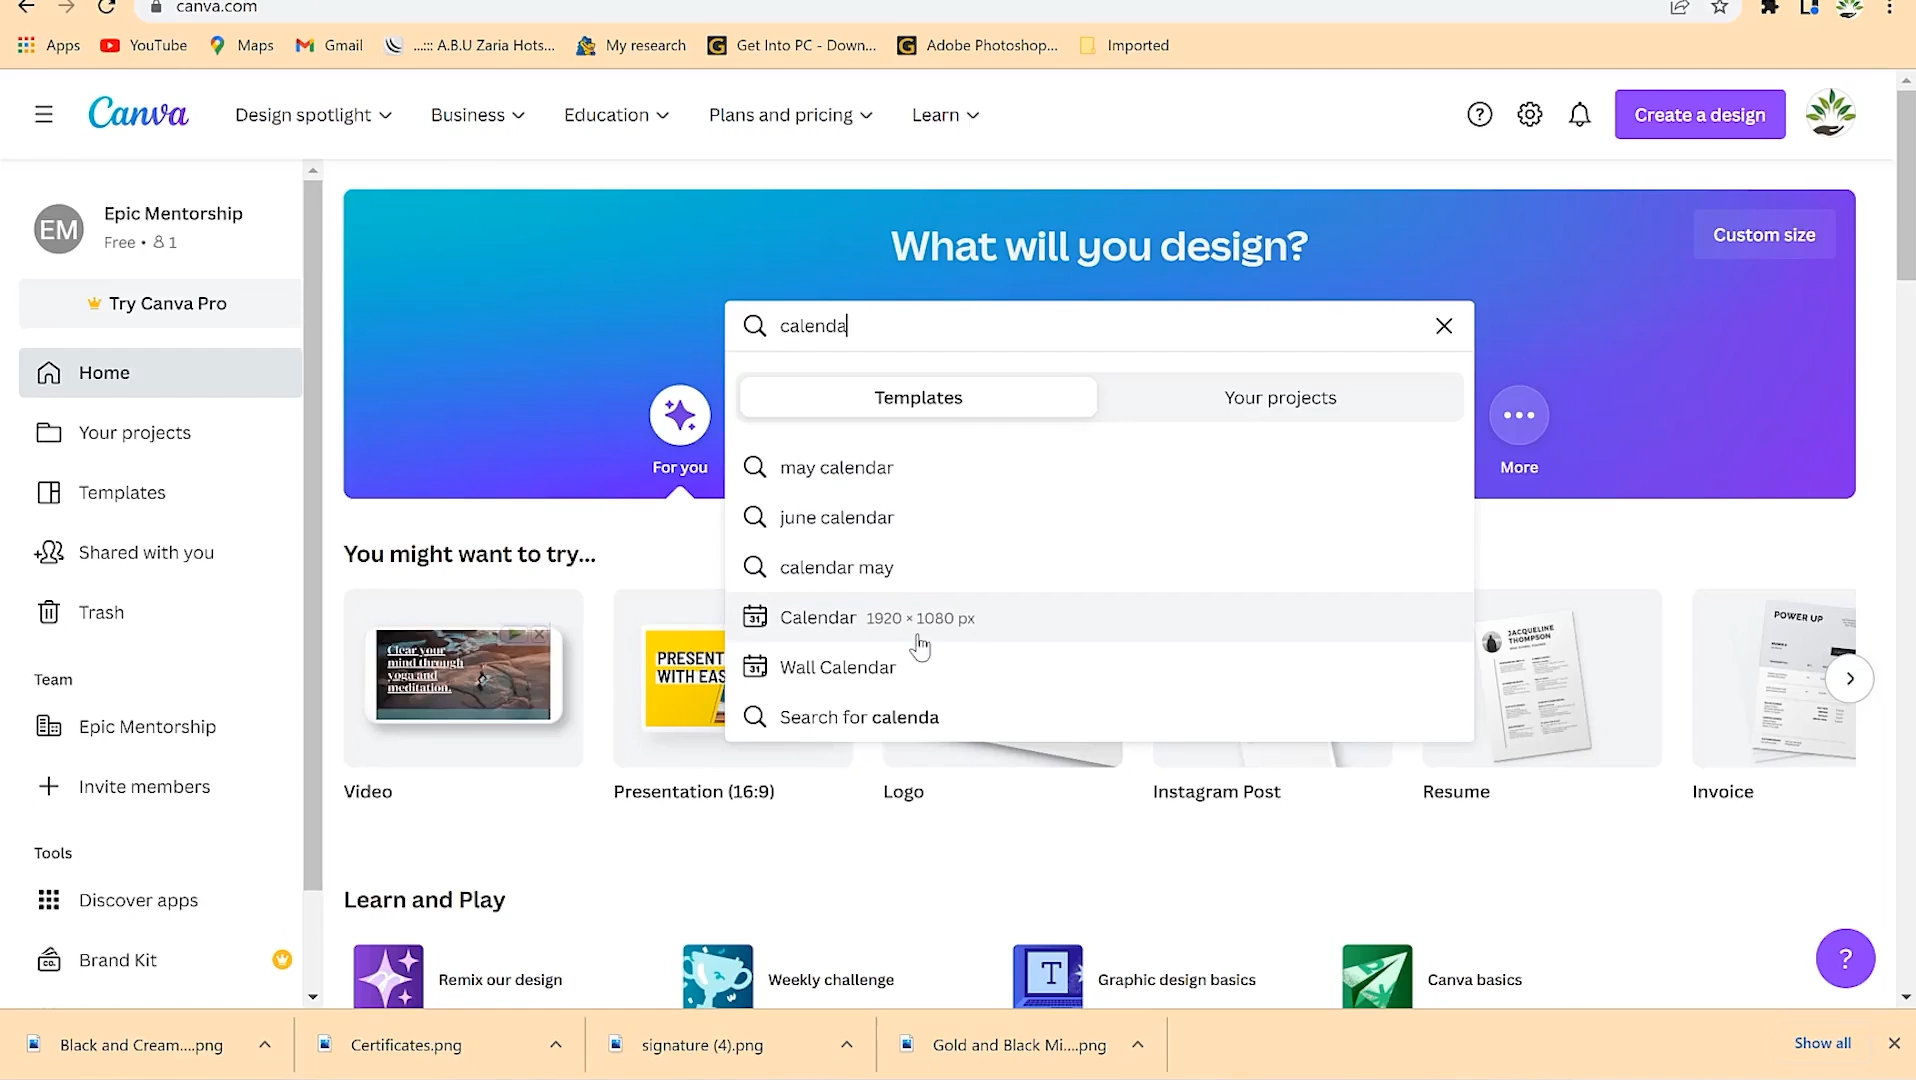 canva.com
Apps YouTube Maps Gmail ...::: A.B.U Zaria Hots... My research Get Into PC - Down... Adobe Photoshop... Imported
Canva Design spotlight Business Education Plans and pricing Learn Create a design
EM Epic Mentorship
Free • 1
Try Canva Pro
Home
Your projects
Templates
Shared with you
Trash
Team
Epic Mentorship
Invite members
Tools
Discover apps
Brand Kit
What will you design?
Custom size
calenda
Templates Your projects
For you
More
may calendar
june calendar
calendar may
Calendar 1920 × 1080 px
Wall Calendar
Search for calenda
You might want to try...
Clear your
mind through
yoga and
meditation.
PRESENT
WITH EAS
JACQUELINE
THOMPSON
POWER UP
Video
Presentation (16:9)
Logo
Instagram Post
Resume
Invoice
Learn and Play
Remix our design
Weekly challenge
T
Graphic design basics
Canva basics
Black and Cream....png
Certificates.png
signature (4).png
Gold and Black Mi....png
Show all